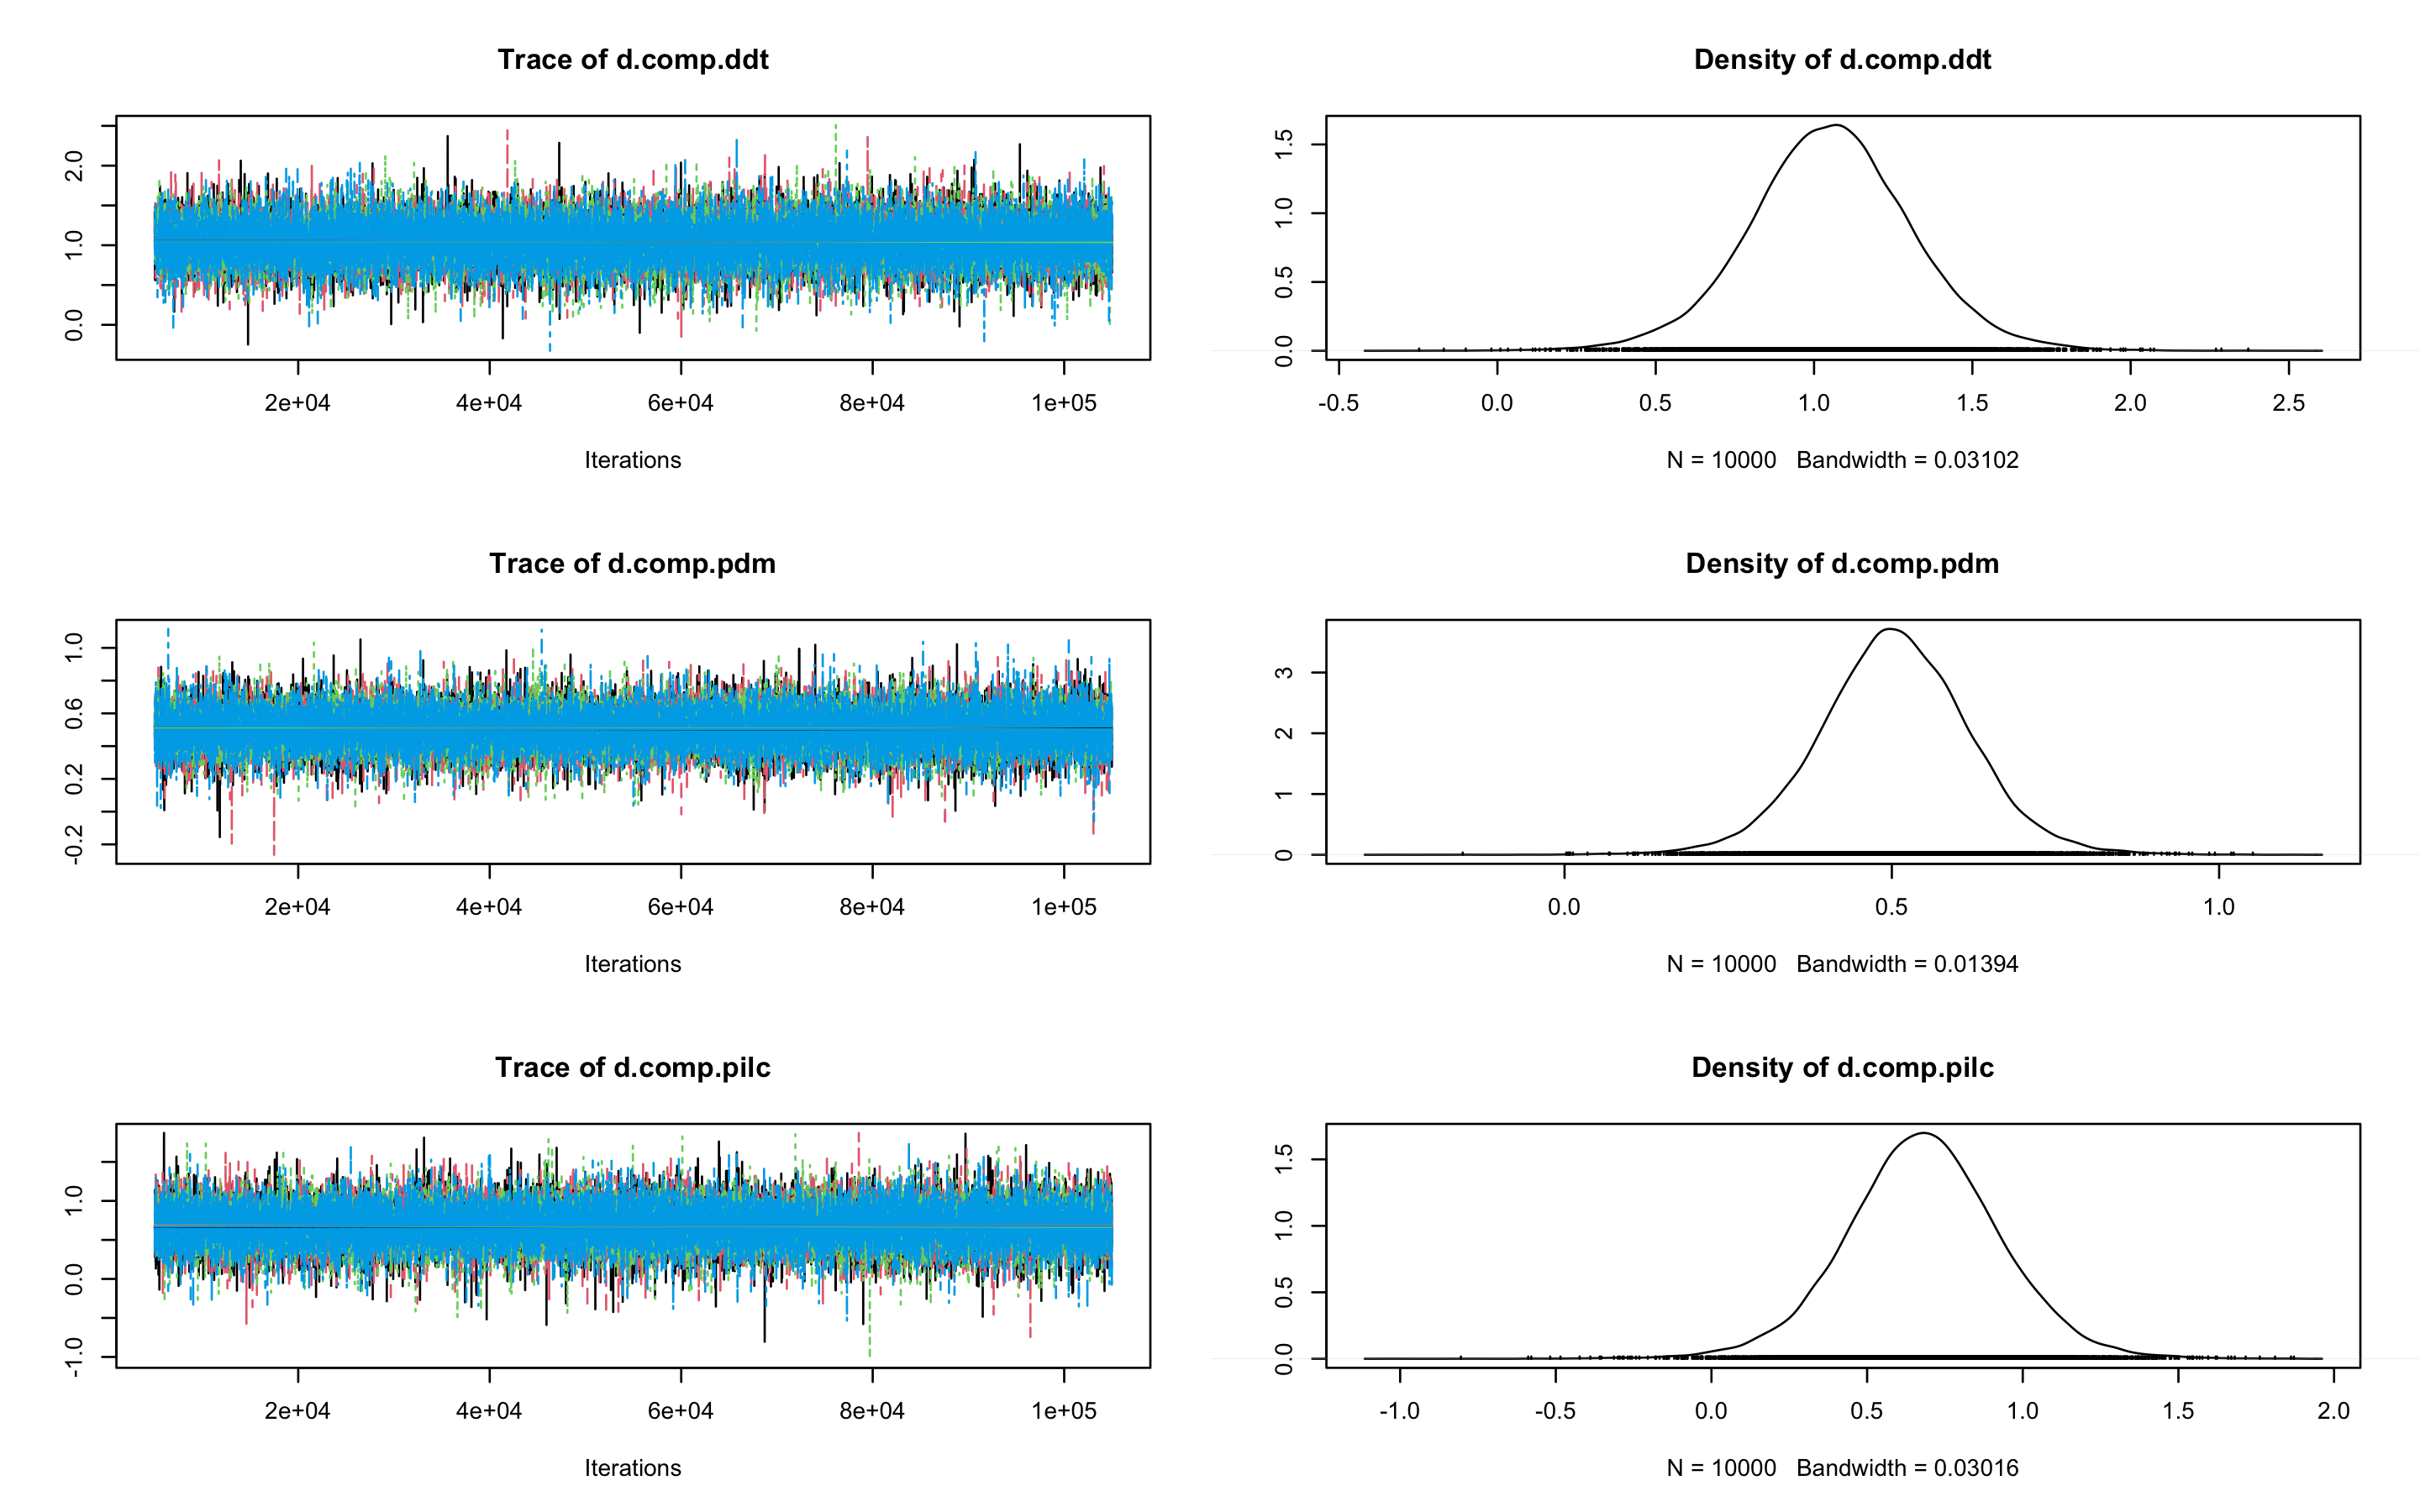 Trace of d.comp.ddt
0.0 1.0 2.0
2e+04 4e+04 6e+04 8e+04 1e+05
Iterations
Density of d.comp.ddt
0.0 0.5 1.0 1.5
-0.5 0.0 0.5 1.0 1.5 2.0 2.5
N = 10000 Bandwidth = 0.03102
Trace of d.comp.pdm
-0.2 0.2 0.6 1.0
2e+04 4e+04 6e+04 8e+04 1e+05
Iterations
Density of d.comp.pdm
0 1 2 3
0.0 0.5 1.0
N = 10000 Bandwidth = 0.01394
Trace of d.comp.pilc
-1.0 0.0 1.0
2e+04 4e+04 6e+04 8e+04 1e+05
Iterations
Density of d.comp.pilc
0.0 0.5 1.0 1.5
-1.0 -0.5 0.0 0.5 1.0 1.5 2.0
N = 10000 Bandwidth = 0.03016